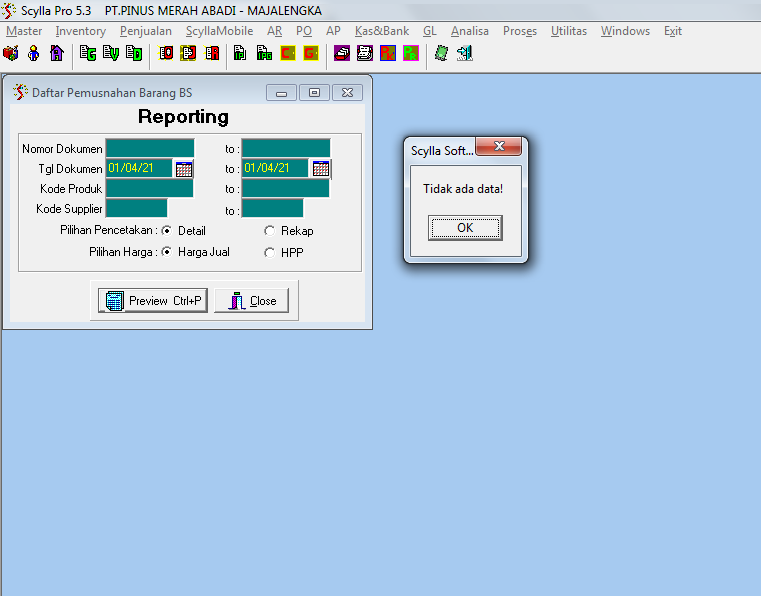 Scylla Pro 5.3 PT.PINUS MERAH ABADI - MAJALENGKA
Master Inventory Penjualan ScyllaMobile AR PO AP Kas&Bank GL Analisa Proses Utilitas Windows Exit
Daftar Pemusnahan Barang BS
Reporting
Nomor Dokumen to :
Tgl Dokumen 01/04/21 to : 01/04/21
Kode Produk to :
Kode Supplier to :
Pilihan Pencetakan : Detail Rekap
Pilihan Harga : Harga Jual HPP
Preview Ctrl+P Close
Scylla Soft...
Tidak ada data!
OK